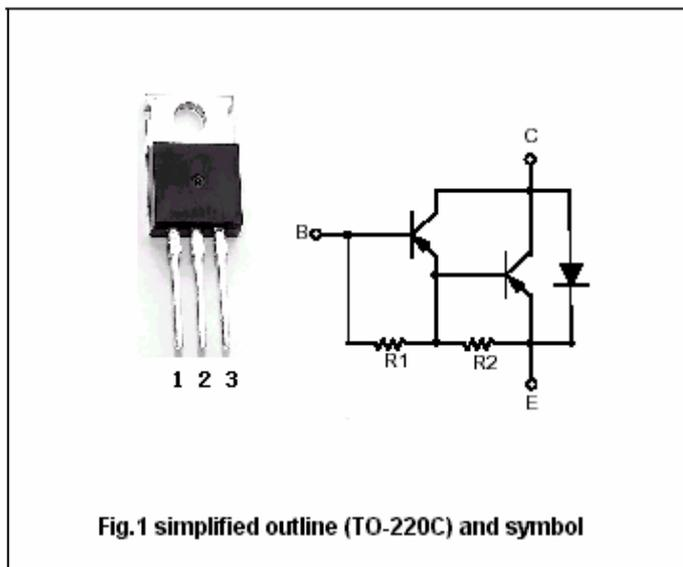 C
B
R1 R2
1 2 3
E
Fig.1 simplified outline (TO-220C) and symbol